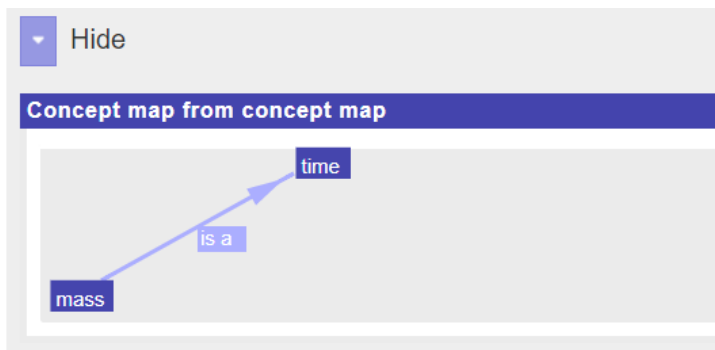 Hide
Concept map from concept map
time
is a
mass